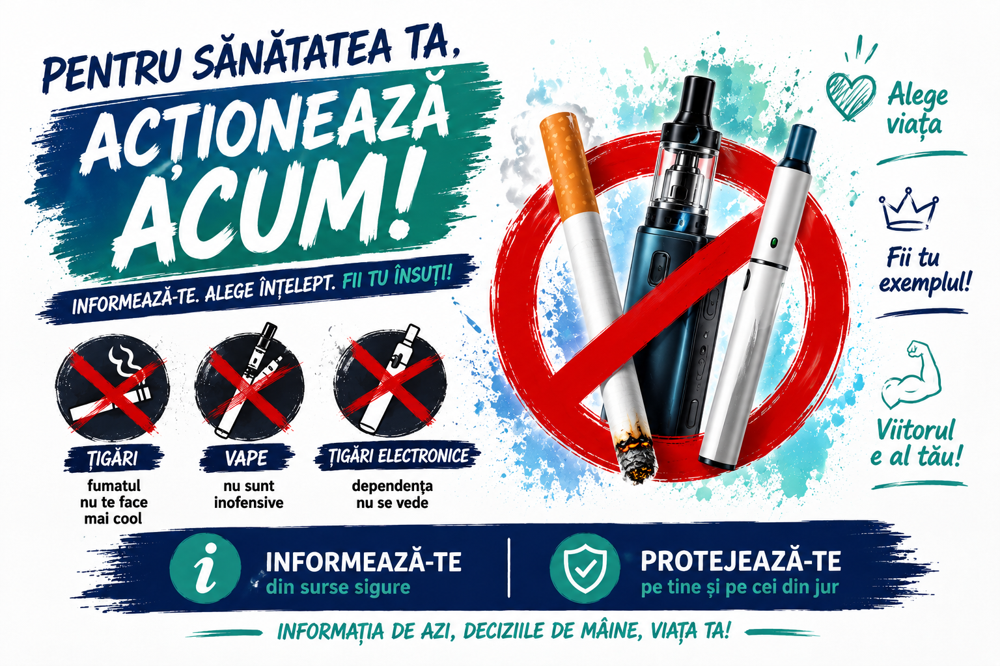 PENTRU SĂNĂTATEA TA,
ACȚIONEAZĂ
ACUM!
INFORMEAZĂ-TE. ALEGE ÎNȚELEPT. FII TU ÎNSUȚI!
ȚIGĂRI
fumatul
nu te face
mai cool
VAPE
nu sunt
inofensive
ȚIGĂRI ELECTRONICE
dependența
nu se vede
Alege
viața
Fii tu
exemplul!
Viitorul
e al tău!
i
INFORMEAZĂ-TE
din surse sigure
PROTEJEAZĂ-TE
pe tine și pe cei din jur
INFORMAȚIA DE AZI, DECIZIILE DE MÂINE, VIAȚA TA!